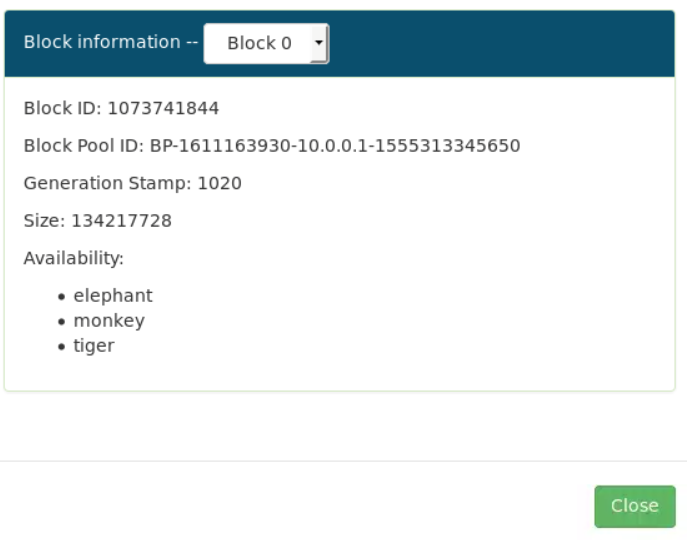 Block information -- Block 0
Block ID: 1073741844
Block Pool ID: BP-1611163930-10.0.0.1-1555313345650
Generation Stamp: 1020
Size: 134217728
Availability:
• elephant
• monkey
• tiger
Close